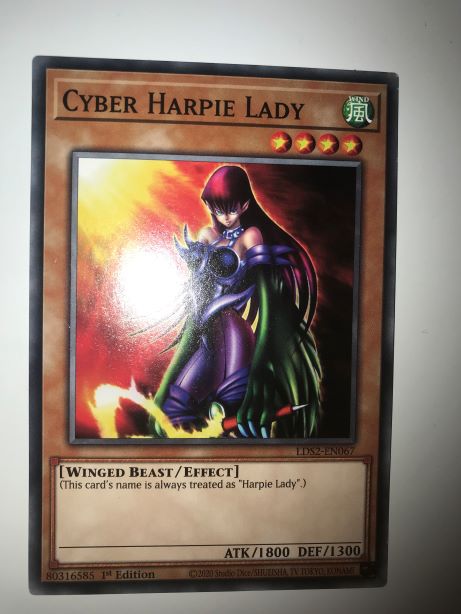 CYBER HARPIE LADY
WIND
風
LDS2-EN067
[WINGED BEAST/EFFECT]
(This card's name is always treated as "Harpie Lady".)
ATK/1800 DEF/1300
80316585 1st Edition ©2020 Studio Dice/SHUEISHA, TV TOKYO, KONAMI